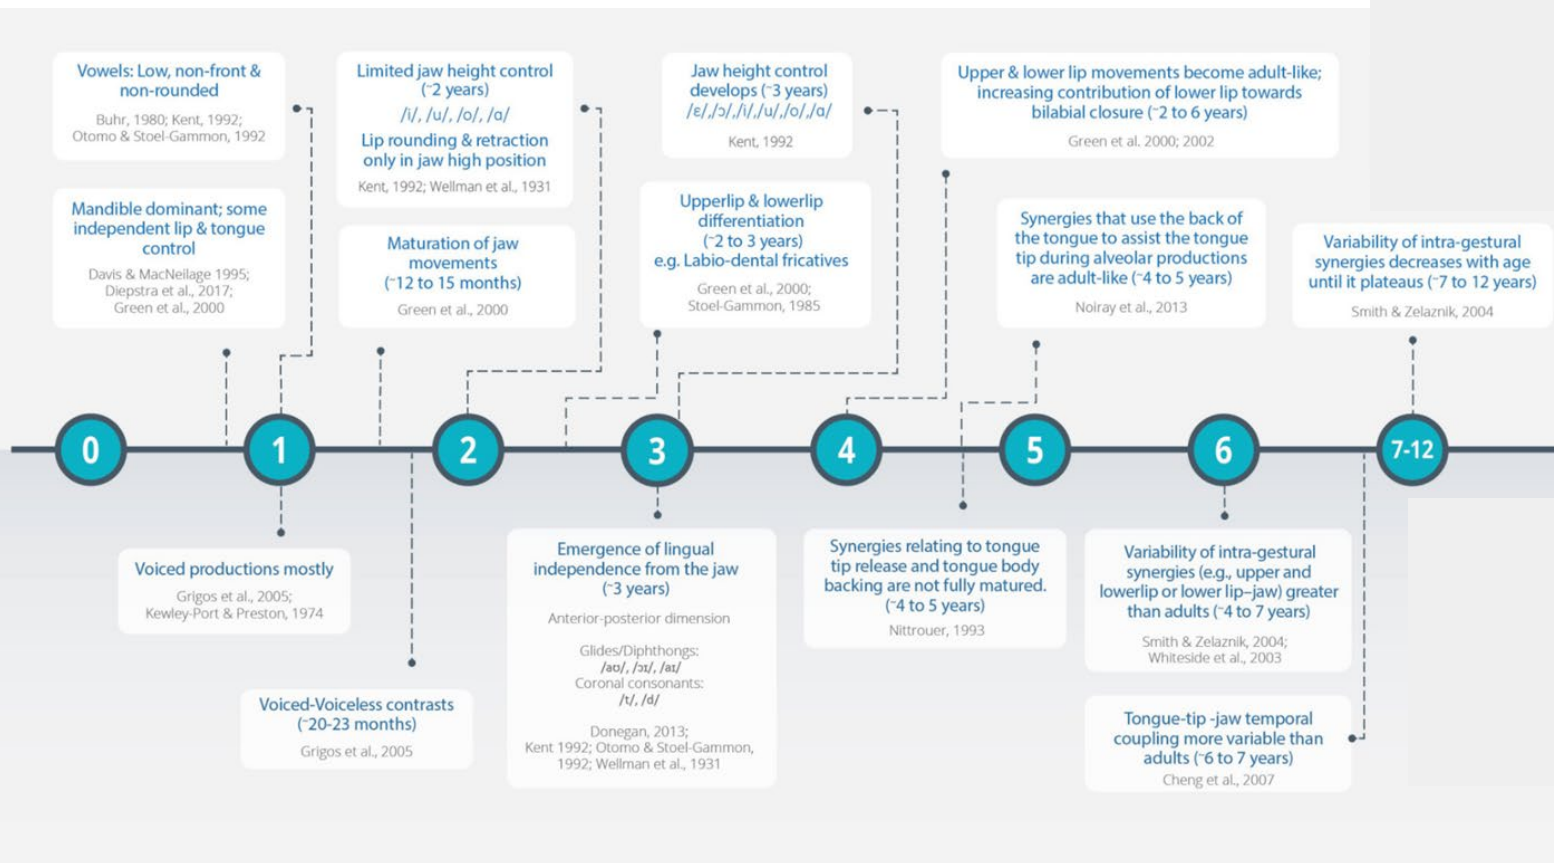 Vowels: Low, non-front &
non-rounded
Buhr, 1980; Kent, 1992;
Otomo & Stoel-Gammon, 1992
Mandible dominant; some
independent lip & tongue
control
Davis & MacNeilage 1995;
Diepstra et al., 2017;
Green et al., 2000
Limited jaw height control
(~2 years)
/i/, /u/, /o/, /ɑ/
Lip rounding & retraction
only in jaw high position
Kent, 1992; Wellman et al., 1931
Maturation of jaw
movements
(~12 to 15 months)
Green et al., 2000
Jaw height control
develops (~3 years)
/ɛ/,/ɔ/,/i/,/u/,/o/,/ɑ/
Kent, 1992
Upperlip & lowerlip
differentiation
(~2 to 3 years)
e.g. Labio-dental fricatives
Green et al., 2000;
Stoel-Gammon, 1985
Upper & lower lip movements become adult-like;
increasing contribution of lower lip towards
bilabial closure (~2 to 6 years)
Green et al. 2000; 2002
Synergies that use the back of
the tongue to assist the tongue
tip during alveolar productions
are adult-like (~4 to 5 years)
Noiray et al., 2013
Variability of intra-gestural
synergies decreases with age
until it plateaus (~7 to 12 years)
Smith & Zelaznik, 2004
0
1
2
3
4
5
6
7-12
Voiced productions mostly
Grigos et al., 2005;
Kewley-Port & Preston, 1974
Voiced-Voiceless contrasts
(~20-23 months)
Grigos et al., 2005
Emergence of lingual
independence from the jaw
(~3 years)
Anterior-posterior dimension
Glides/Diphthongs:
/aʊ/, /ɔɪ/, /aɪ/
Coronal consonants:
/t/, /d/
Donegan, 2013;
Kent 1992; Otomo & Stoel-Gammon,
1992; Wellman et al., 1931
Synergies relating to tongue
tip release and tongue body
backing are not fully matured.
(~4 to 5 years)
Nittrouer, 1993
Variability of intra-gestural
synergies (e.g., upper and
lowerlip or lower lip–jaw) greater
than adults (~4 to 7 years)
Smith & Zelaznik, 2004;
Whiteside et al., 2003
Tongue-tip -jaw temporal
coupling more variable than
adults (~6 to 7 years)
Cheng et al., 2007